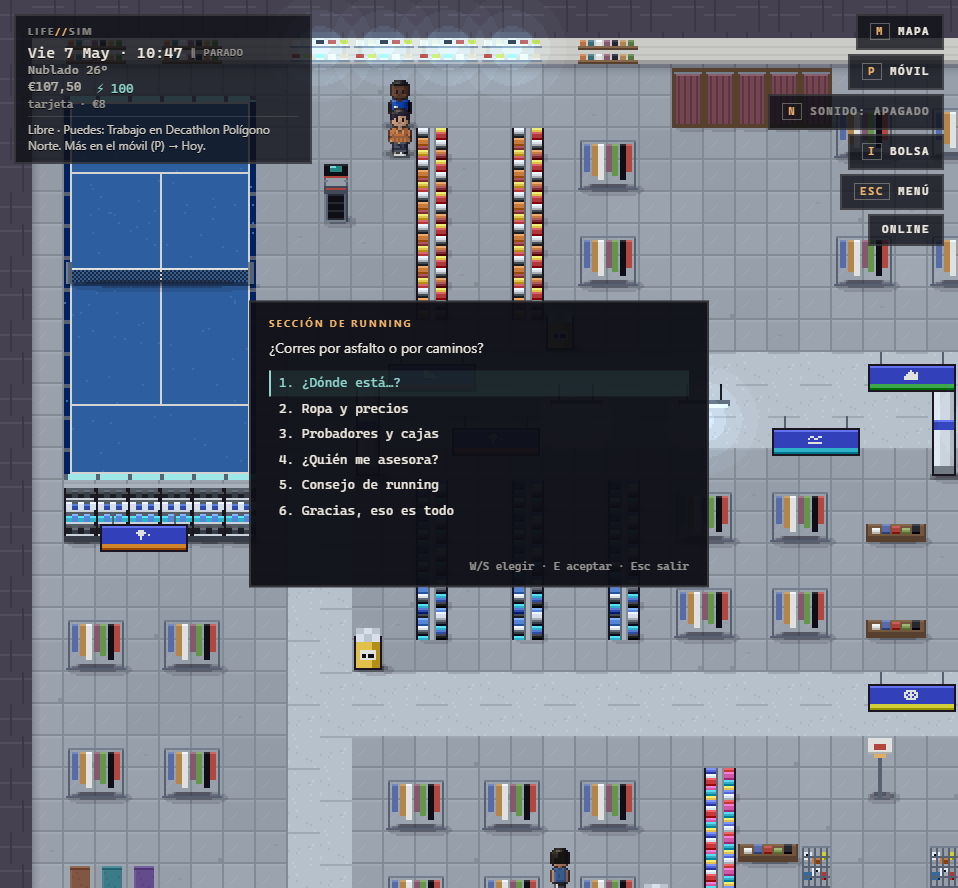 LIFE//SIM
Vie 7 May · 10:47 ‖ PARADO
Nublado 26º
€107,50 ⚡ 100
tarjeta · €8
Libre · Puedes: Trabajo en Decathlon Polígono
Norte. Más en el móvil (P) → Hoy.
M MAPA
P MÓVIL
N SONIDO: APAGADO
I BOLSA
ESC MENÚ
ONLINE
SECCIÓN DE RUNNING
¿Corres por asfalto o por caminos?
1. ¿Dónde está…?
2. Ropa y precios
3. Probadores y cajas
4. ¿Quién me asesora?
5. Consejo de running
6. Gracias, eso es todo
W/S elegir · E aceptar · Esc salir